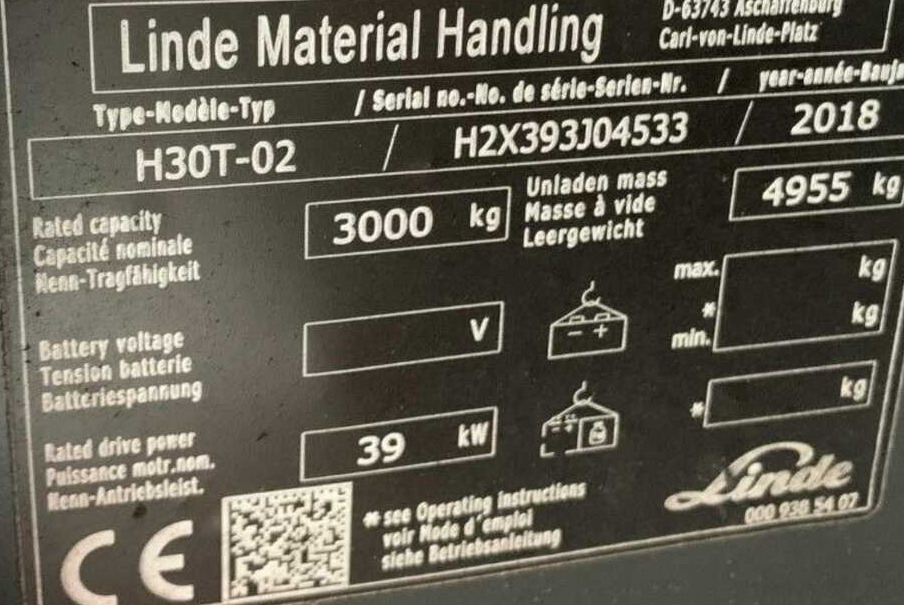 Linde Material Handling
D-63743 Aschaffenburg
Carl-von-Linde-Platz
Type-Modèle-Typ / Serial no.-No. de série-Serien-Nr. / year-année-Bauja
H30T-02 / H2X393J04533 / 2018
Rated capacity
Capacité nominale
Nenn-Tragfähigkeit
3000 kg
Unladen mass
Masse à vide
Leergewicht
4955 kg
Battery voltage
Tension batterie
Batteriespannung
V
- +
max. kg
* kg
min.
Rated drive power
Puissance motr.nom.
Nenn-Antriebsleist.
39 kW
- +
* kg
CE
* see Operating instructions
voir Mode d'emploi
siehe Betriebsanleitung
Linde
000 938 54 07